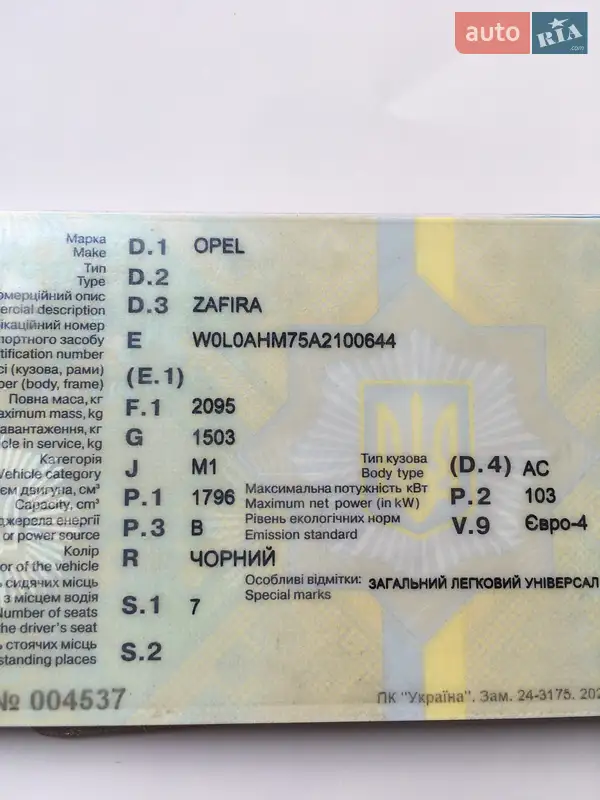 auto RIA .com
Марка D.1 OPEL
Make
Тип D.2
Type
омерційний опис D.3 ZAFIRA
ercial description
ікаційний номер
портного засобу E W0L0AHM75A2100644
tification number
сі (кузова, рами) (E.1)
ber (body, frame)
Повна маса, кг F.1 2095
aximum mass, kg
авантаження, кг G 1503
cle in service, kg
Категорія J M1 Тип кузова (D.4) AC
Vehicle category Body type
єм двигуна, см³ P.1 1796 Максимальна потужність кВт P.2 103
Capacity, cm³ Maximum net power (in kW)
джерела енергії P.3 B Рівень екологічних норм V.9 Євро-4
or power source Emission standard
Колір R ЧОРНИЙ
or of the vehicle Особливі відмітки: ЗАГАЛЬНИЙ ЛЕГКОВИЙ УНІВЕРСАЛ
ь сидячих місць Special marks
з місцем водія S.1 7
Number of seats
the driver's seat
ь стоячих місць S.2
standing places
№ 004537 ПК "Україна". Зам. 24-3175. 202